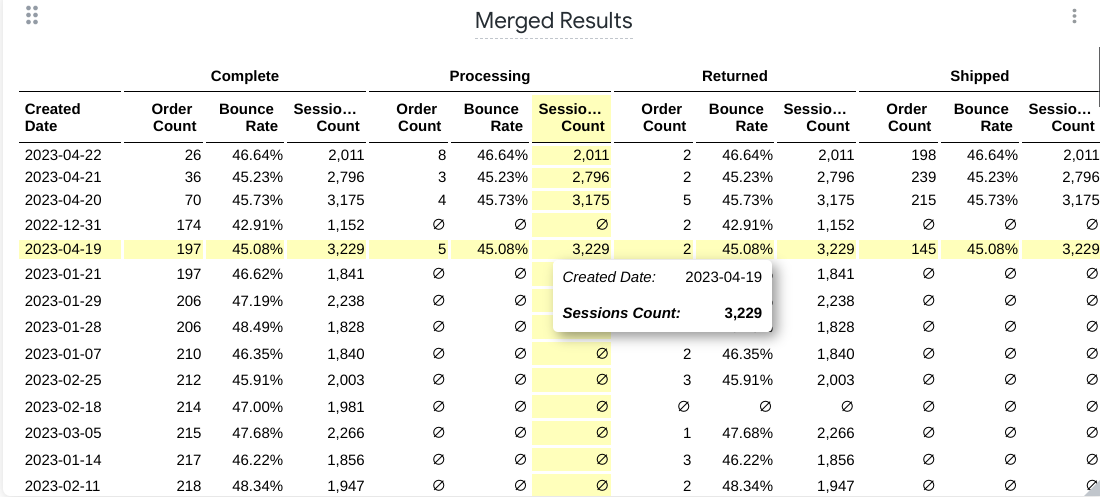 Merged Results
Complete Processing Returned Shipped
Created Date Order Count Bounce Rate Sessio… Count Order Count Bounce Rate Sessio… Count Order Count Bounce Rate Sessio… Count Order Count Bounce Rate Sessio… Count
2023-04-22 26 46.64% 2,011 8 46.64% 2,011 2 46.64% 2,011 198 46.64% 2,011
2023-04-21 36 45.23% 2,796 3 45.23% 2,796 2 45.23% 2,796 239 45.23% 2,796
2023-04-20 70 45.73% 3,175 4 45.73% 3,175 5 45.73% 3,175 215 45.73% 3,175
2022-12-31 174 42.91% 1,152 ∅ ∅ ∅ 2 42.91% 1,152 ∅ ∅ ∅
2023-04-19 197 45.08% 3,229 5 45.08% 3,229 2 45.08% 3,229 145 45.08% 3,229
2023-01-21 197 46.62% 1,841 ∅ ∅ 1,841 ∅ ∅ ∅
Created Date: 2023-04-19
2023-01-29 206 47.19% 2,238 ∅ ∅ 2,238 ∅ ∅ ∅
Sessions Count: 3,229
2023-01-28 206 48.49% 1,828 ∅ ∅ 1,828 ∅ ∅ ∅
2023-01-07 210 46.35% 1,840 ∅ ∅ ∅ 2 46.35% 1,840 ∅ ∅ ∅
2023-02-25 212 45.91% 2,003 ∅ ∅ ∅ 3 45.91% 2,003 ∅ ∅ ∅
2023-02-18 214 47.00% 1,981 ∅ ∅ ∅ ∅ ∅ ∅ ∅ ∅ ∅
2023-03-05 215 47.68% 2,266 ∅ ∅ ∅ 1 47.68% 2,266 ∅ ∅ ∅
2023-01-14 217 46.22% 1,856 ∅ ∅ ∅ 3 46.22% 1,856 ∅ ∅ ∅
2023-02-11 218 48.34% 1,947 ∅ ∅ ∅ 2 48.34% 1,947 ∅ ∅ ∅